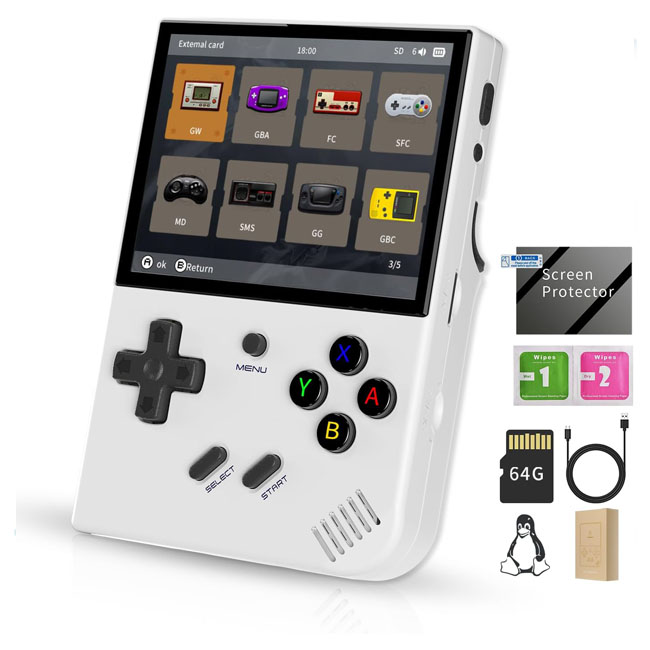 External card 18:00 SD 6
GW GBA FC SFC
MD SMS GG GBC
A ok B Return 3/5
MENU
X
Y A
B
SELECT START
Screen
Protector
Wipes Wipes
1 2
64G